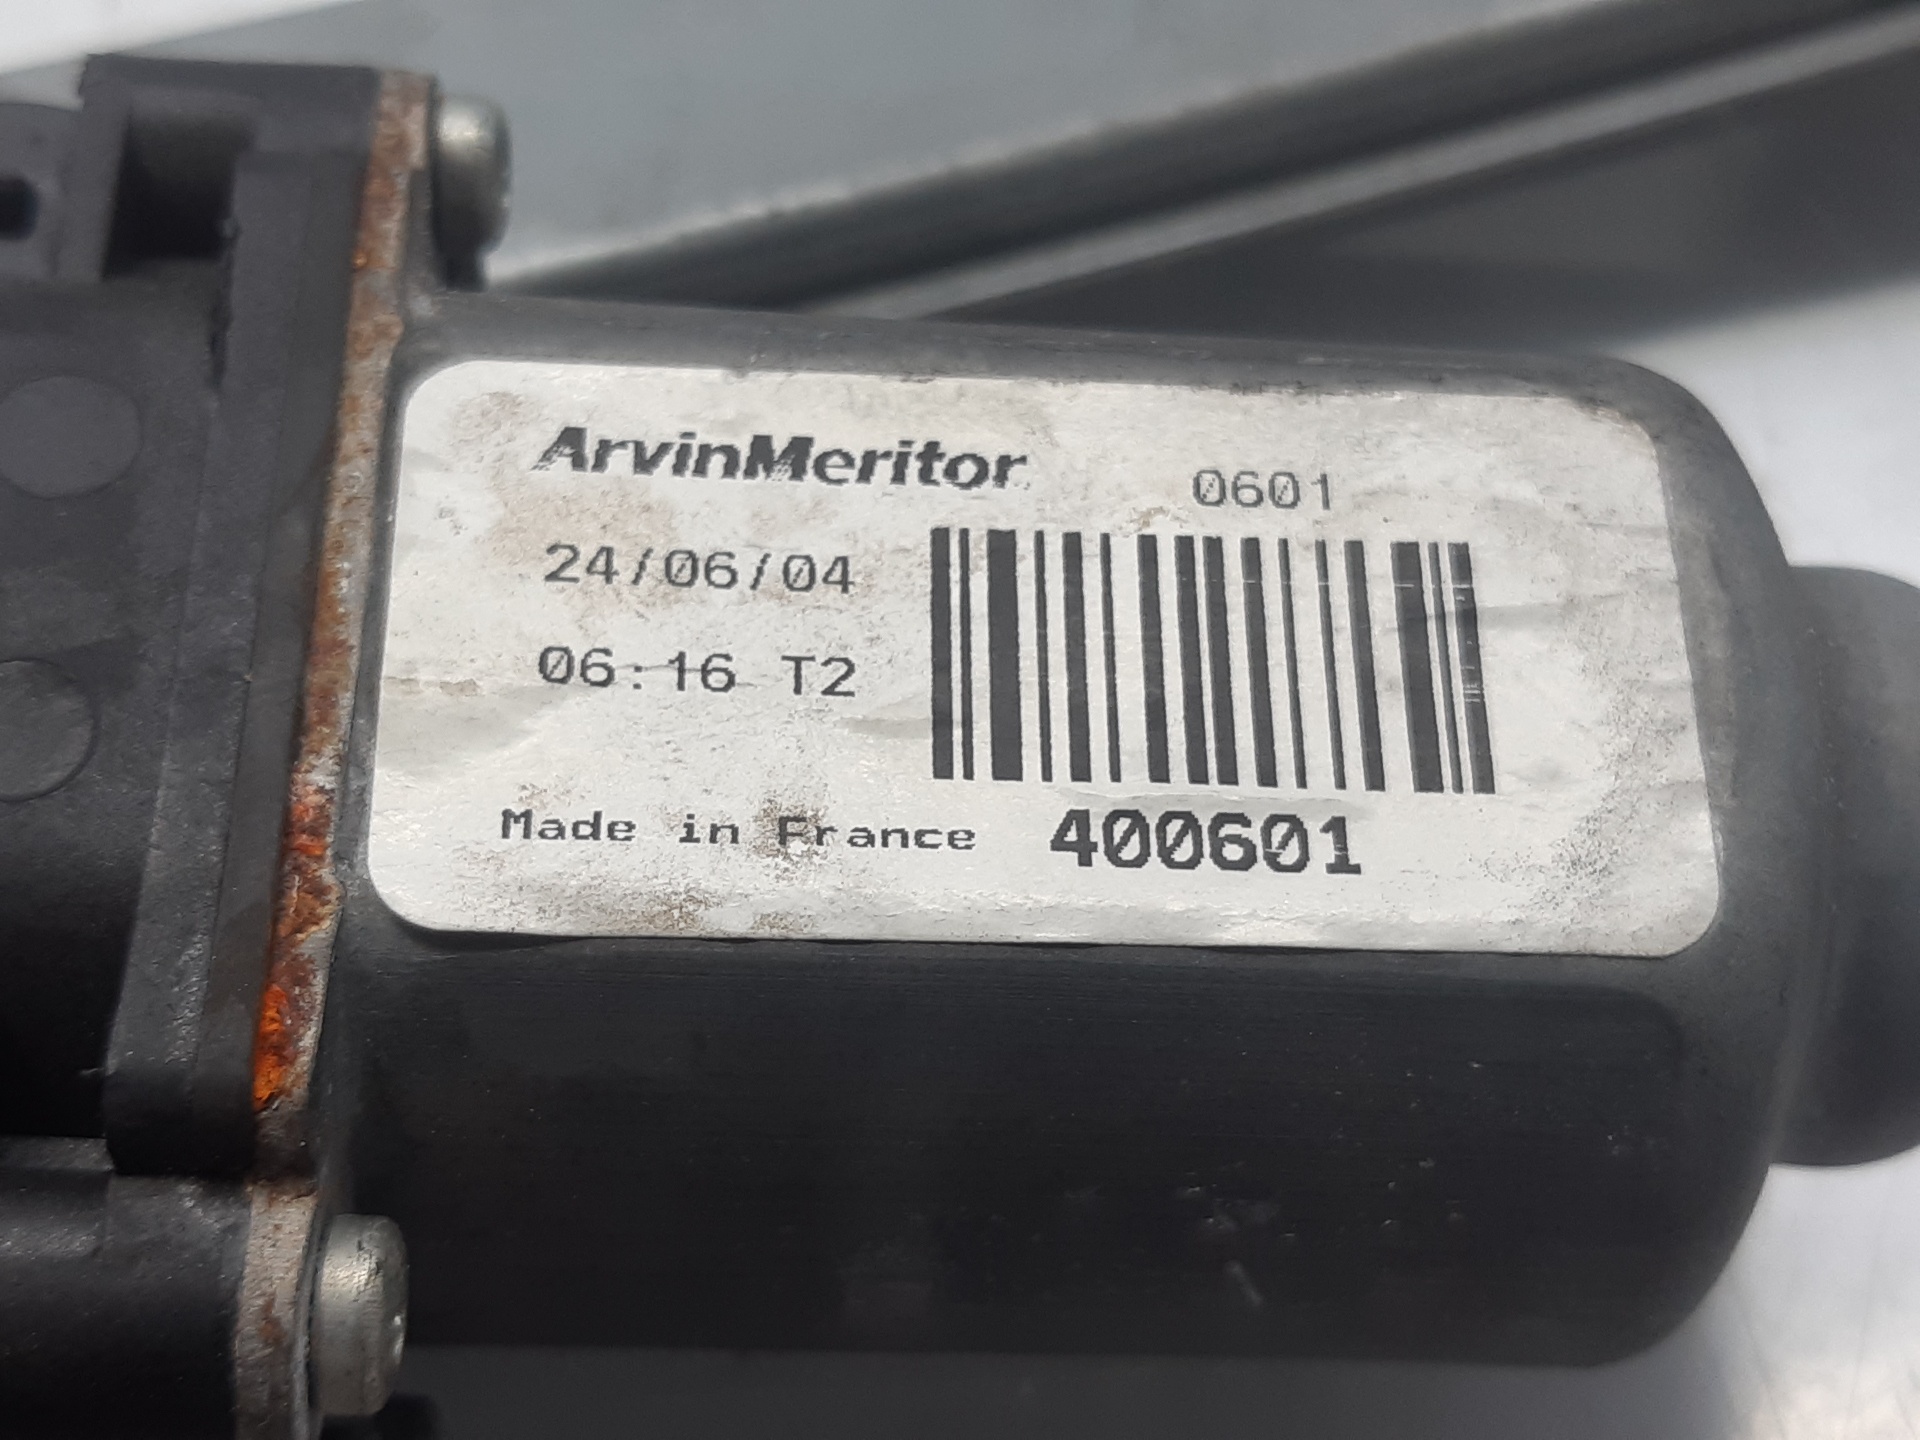 ArvinMeritor
0601
24/06/04
06:16 T2
Made in France
400601